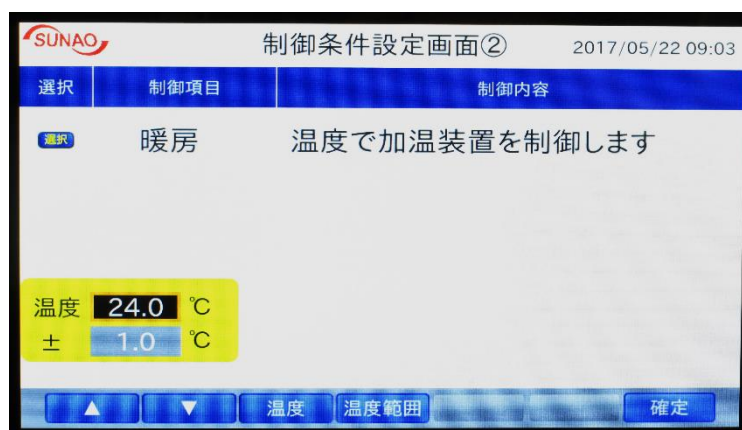 SUNAO 制御条件設定画面② 2017/05/22 09:03
選択 制御項目 制御内容
選択 暖房 温度で加温装置を制御します
温度 24.0 ℃
± 1.0 ℃
▲ ▼ 温度 温度範囲 確定